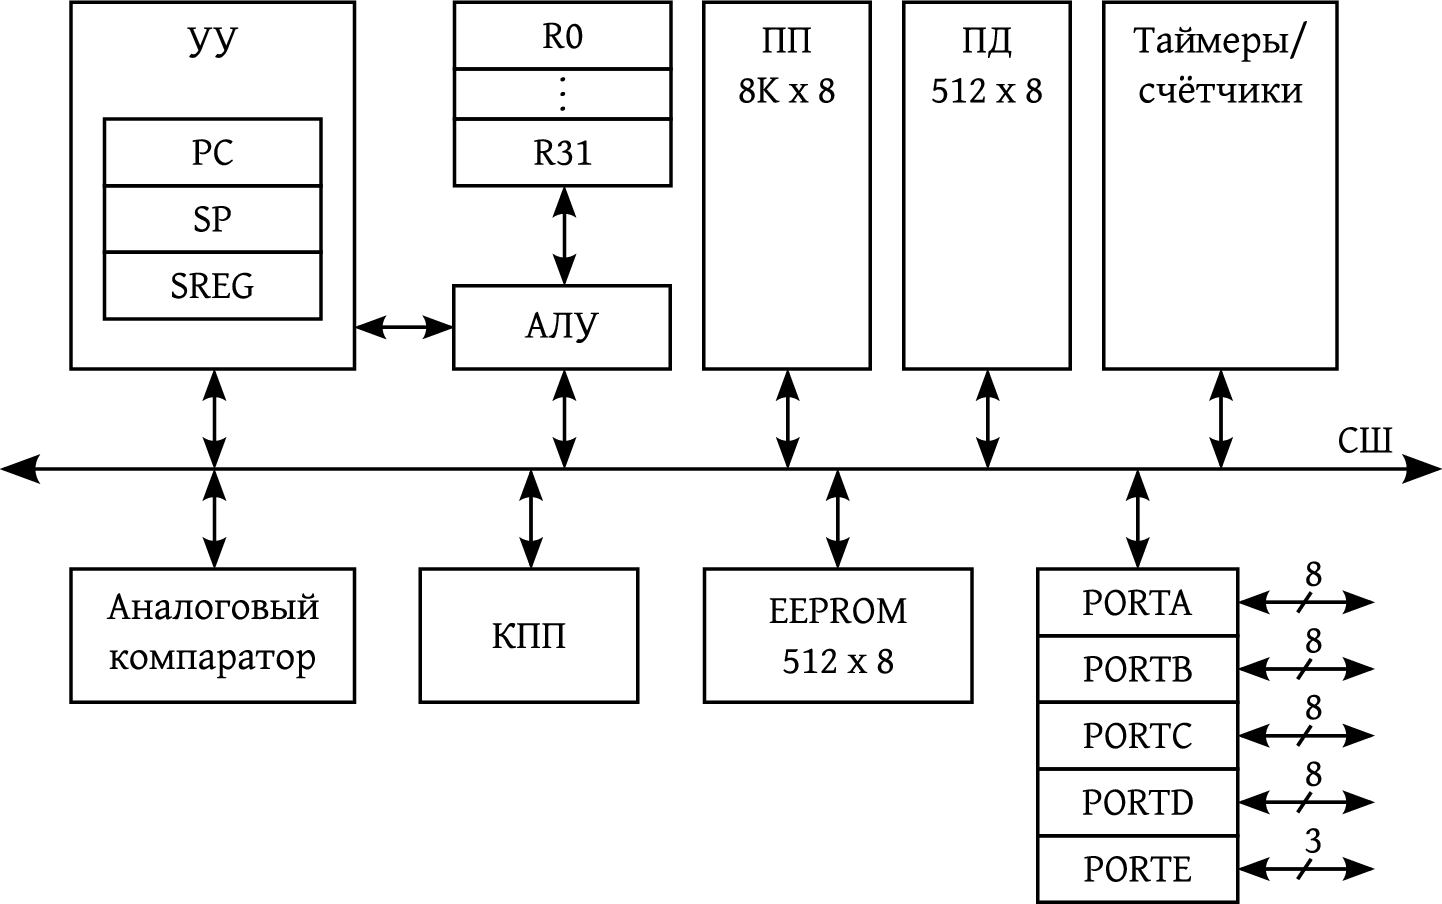 УУ
PC
SP
SREG
R0
⋮
R31
АЛУ
ПП
8K x 8
ПД
512 x 8
Таймеры/
счётчики
СШ
Аналоговый
компаратор
КПП
EEPROM
512 x 8
PORTA
8
PORTB
8
PORTC
8
PORTD
8
PORTE
3